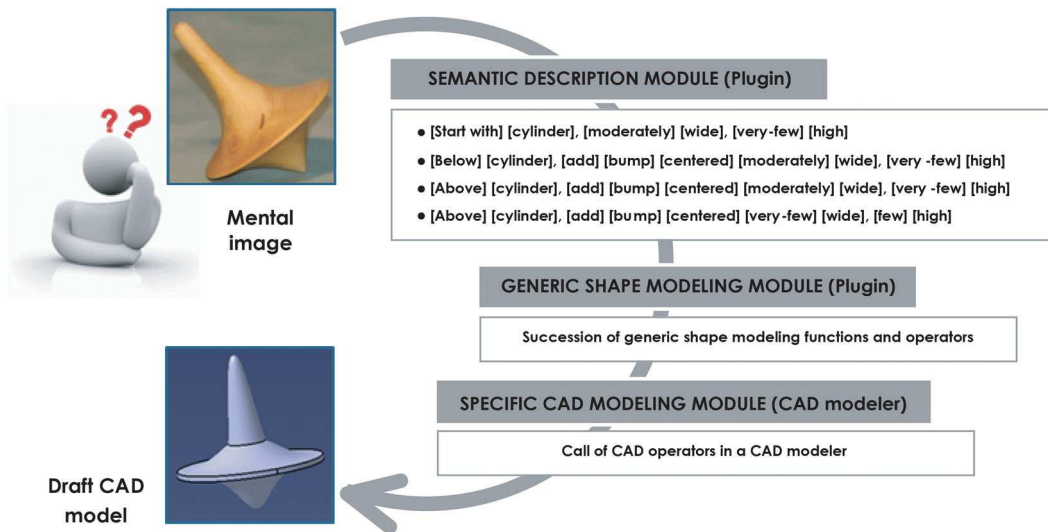 ? ?
SEMANTIC DESCRIPTION MODULE (Plugin)
• [Start with] [cylinder], [moderately] [wide], [very-few] [high]
• [Below] [cylinder], [add] [bump] [centered] [moderately] [wide], [very -few] [high]
• [Above] [cylinder], [add] [bump] [centered] [moderately] [wide], [very -few] [high]
• [Above] [cylinder], [add] [bump] [centered] [very-few] [wide], [few] [high]
Mental
image
GENERIC SHAPE MODELING MODULE (Plugin)
Succession of generic shape modeling functions and operators
SPECIFIC CAD MODELING MODULE (CAD modeler)
Call of CAD operators in a CAD modeler
Draft CAD
model